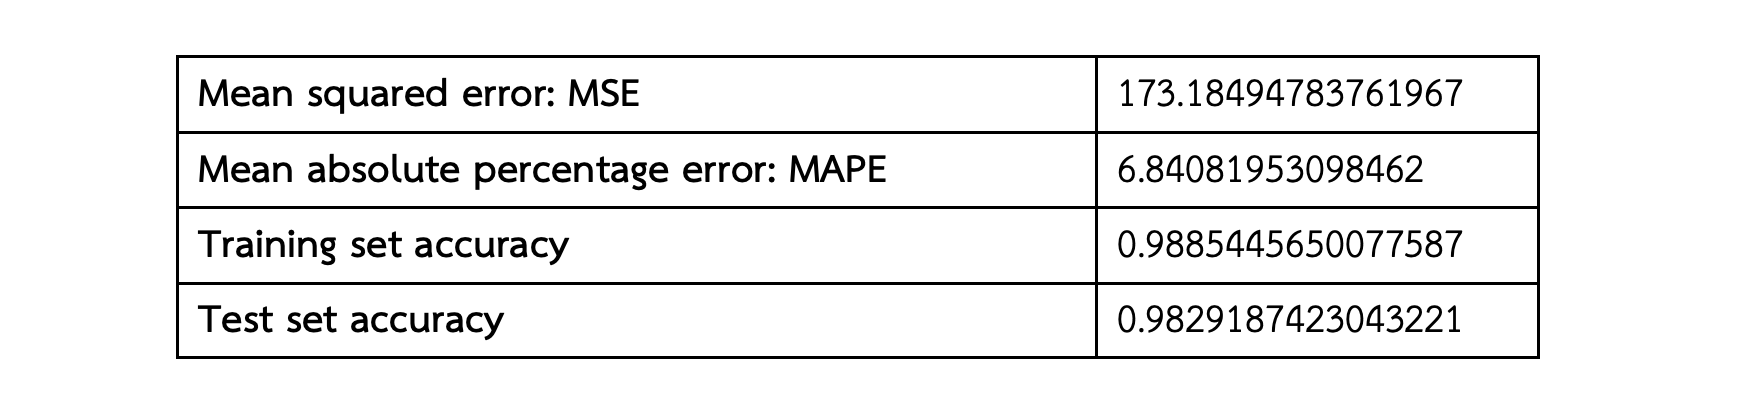 Mean squared error: MSE 173.18494783761967
Mean absolute percentage error: MAPE 6.84081953098462
Training set accuracy 0.9885445650077587
Test set accuracy 0.9829187423043221